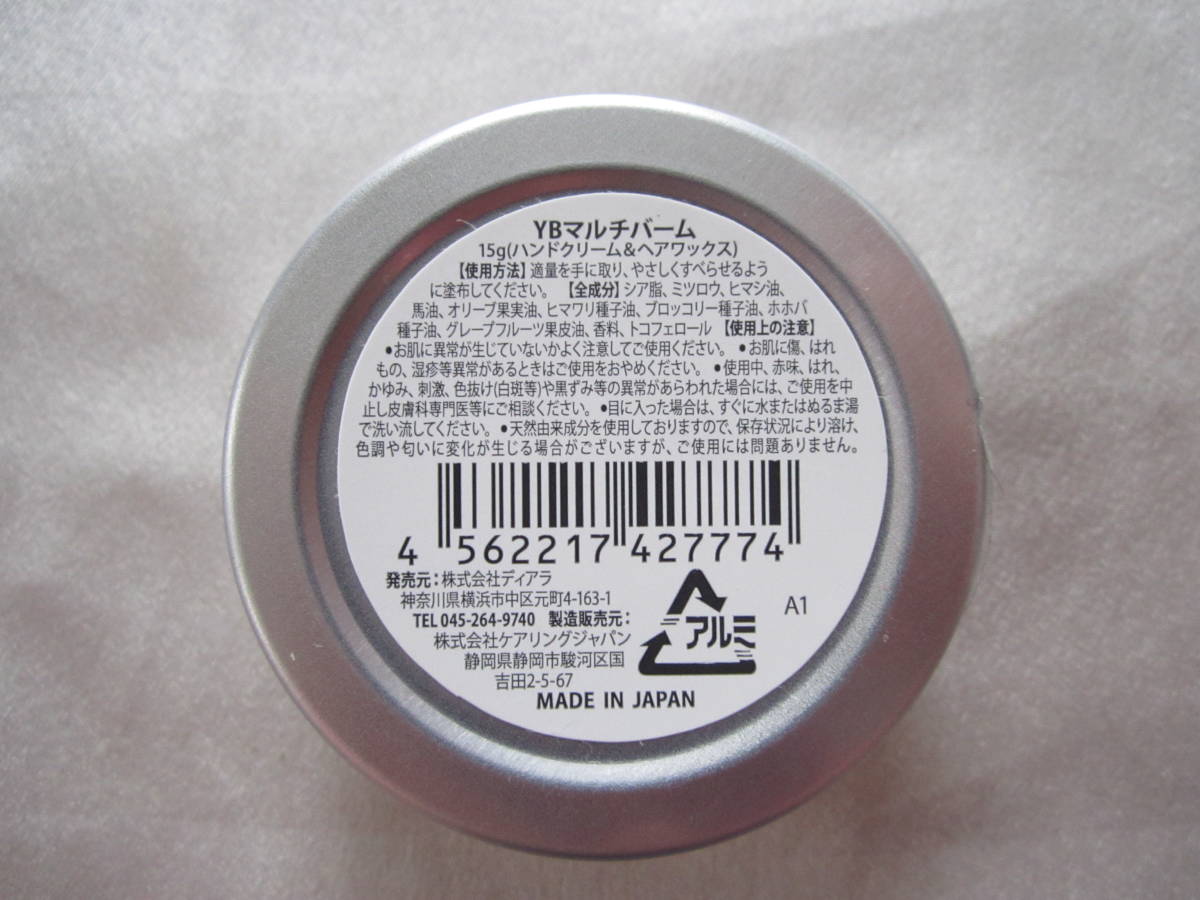 YBマルチバーム
15g(ハンドクリーム&ヘアワックス)
【使用方法】適量を手に取り、やさしくすべらせるよう
に塗布してください。 【全成分】シア脂、ミツロウ、ヒマシ油、
馬油、オリーブ果実油、ヒマワリ種子油、ブロッコリー種子油、ホホバ
種子油、グレープフルーツ果皮油、香料、トコフェロール 【使用上の注意】
●お肌に異常が生じていないかよく注意してご使用ください。 ●お肌に傷、はれ
もの、湿疹等異常があるときはご使用をおやめください。 ●使用中、赤味、はれ、
かゆみ、刺激、色抜け(白斑等)や黒ずみ等の異常があらわれた場合には、ご使用を中
止し皮膚科専門医等にご相談ください。 ●目に入った場合は、すぐに水またはぬるま湯
で洗い流してください。 ●天然由来成分を使用しておりますので、保存状況により溶け、
色調や匂いに変化が生じる場合がございますが、ご使用には問題ありません。
4 562217 427774
発売元:株式会社ディアラ
神奈川県横浜市中区元町4-163-1
TEL 045-264-9740 製造販売元:
株式会社ケアリングジャパン
静岡県静岡市駿河区国
吉田2-5-67
アルミ
A1
MADE IN JAPAN